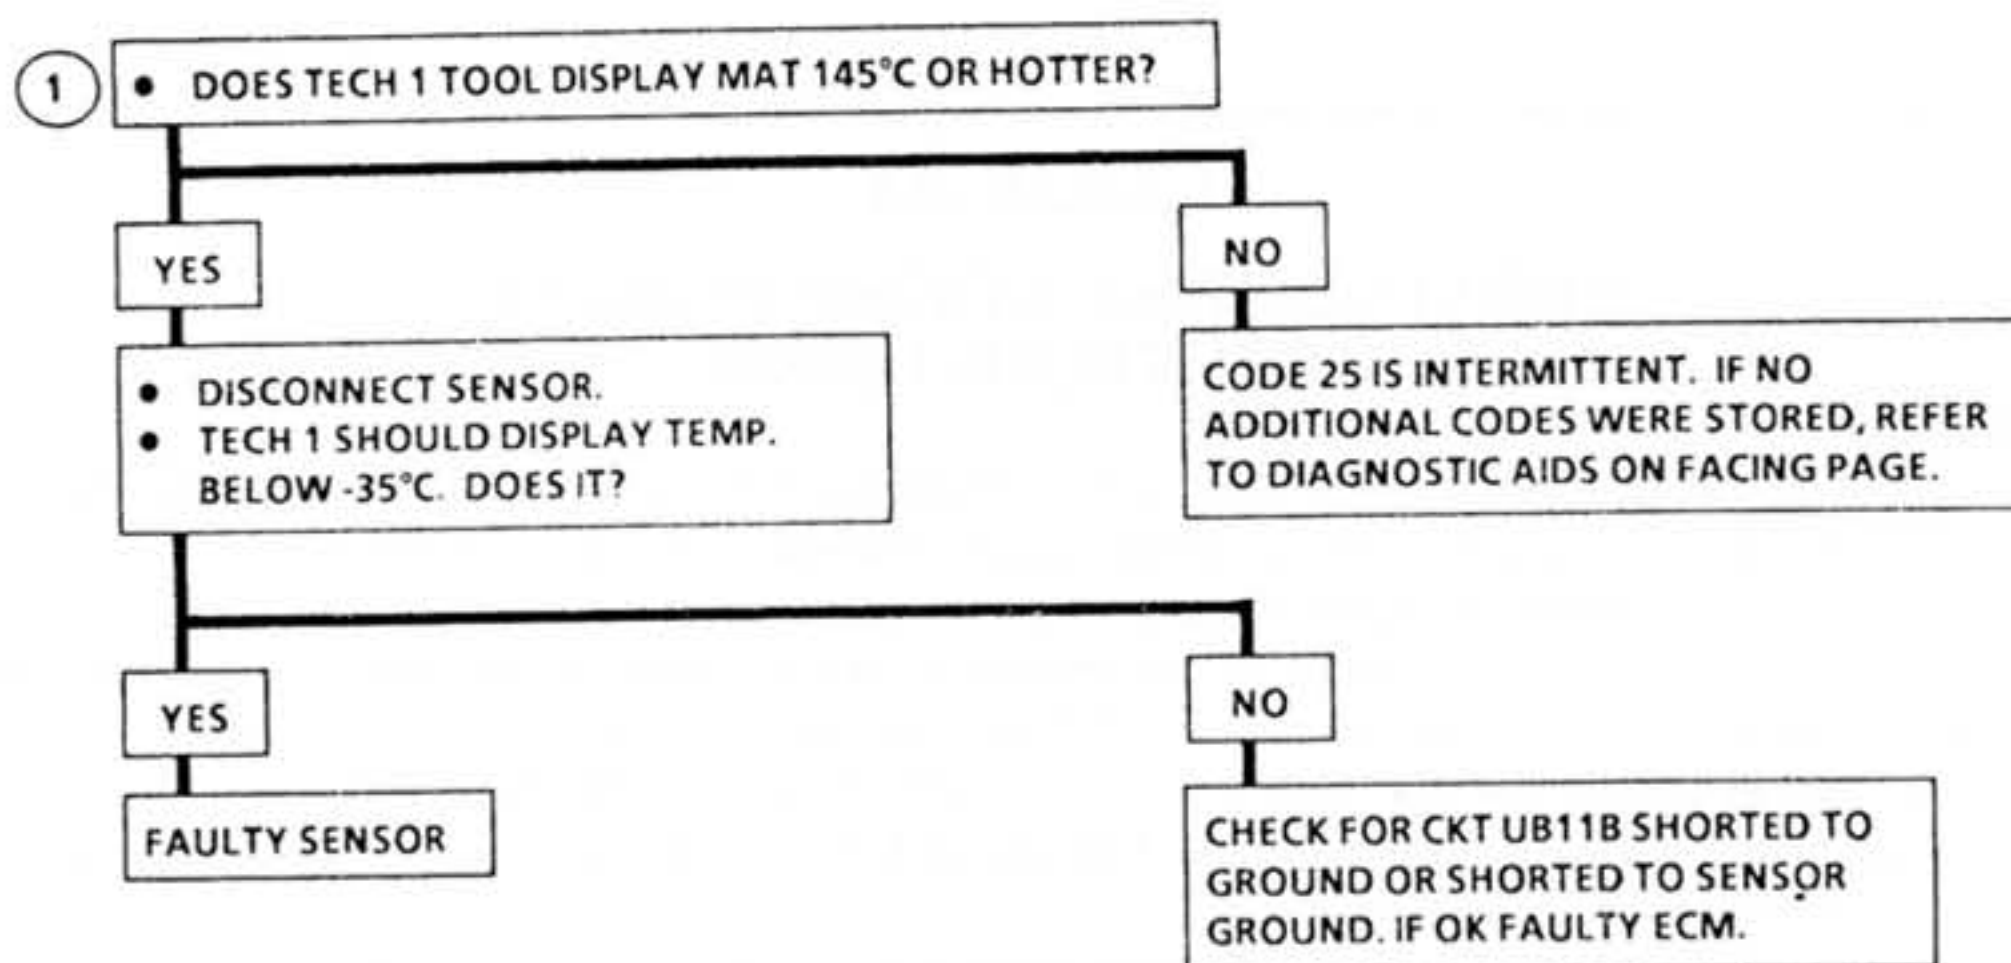 1
• DOES TECH 1 TOOL DISPLAY MAT 145°C OR HOTTER?
YES
NO
• DISCONNECT SENSOR.
• TECH 1 SHOULD DISPLAY TEMP.
BELOW -35°C. DOES IT?
CODE 25 IS INTERMITTENT. IF NO
ADDITIONAL CODES WERE STORED, REFER
TO DIAGNOSTIC AIDS ON FACING PAGE.
YES
NO
FAULTY SENSOR
CHECK FOR CKT UB11B SHORTED TO
GROUND OR SHORTED TO SENSOR
GROUND. IF OK FAULTY ECM.